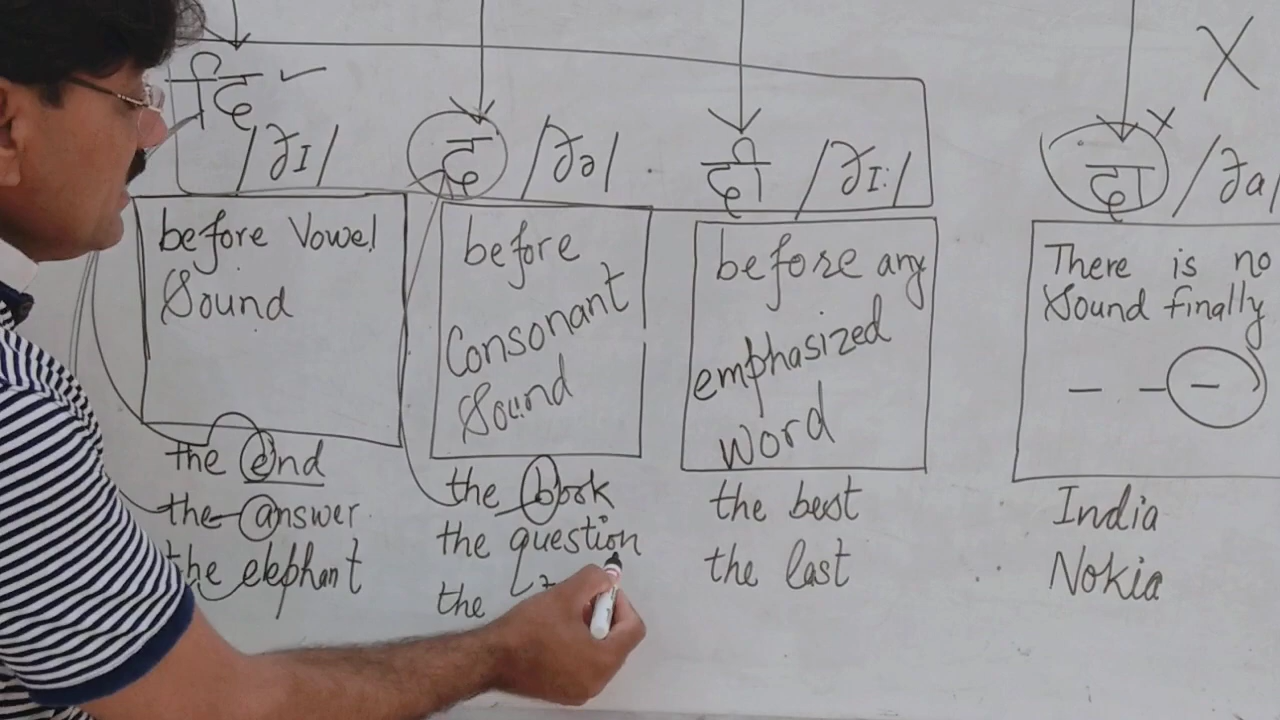 दि ✓
/ðɪ/
before Vowel
Sound
the end
the answer
the elephant
द /ðə/
before
Consonant
Sound
the book
the question
the
दी /ðɪ:/
before any
emphasized
word
the best
the last
X
दा x /ða/
There is no
Sound finally
— — —
India
Nokia